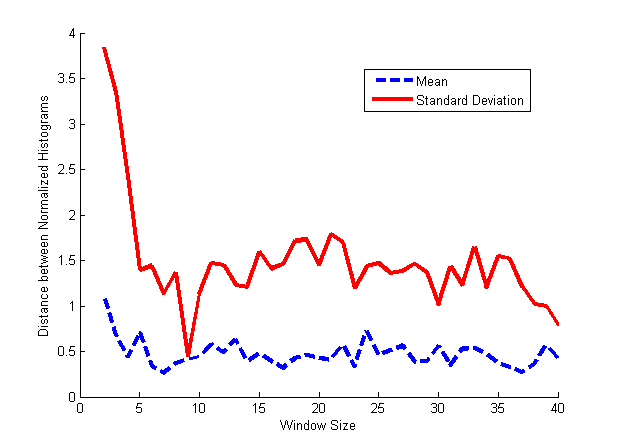 4
3.5
3
2.5
2
1.5
1
0.5
0
Distance between Normalized Histograms
Mean
Standard Deviation
0 5 10 15 20 25 30 35 40
Window Size